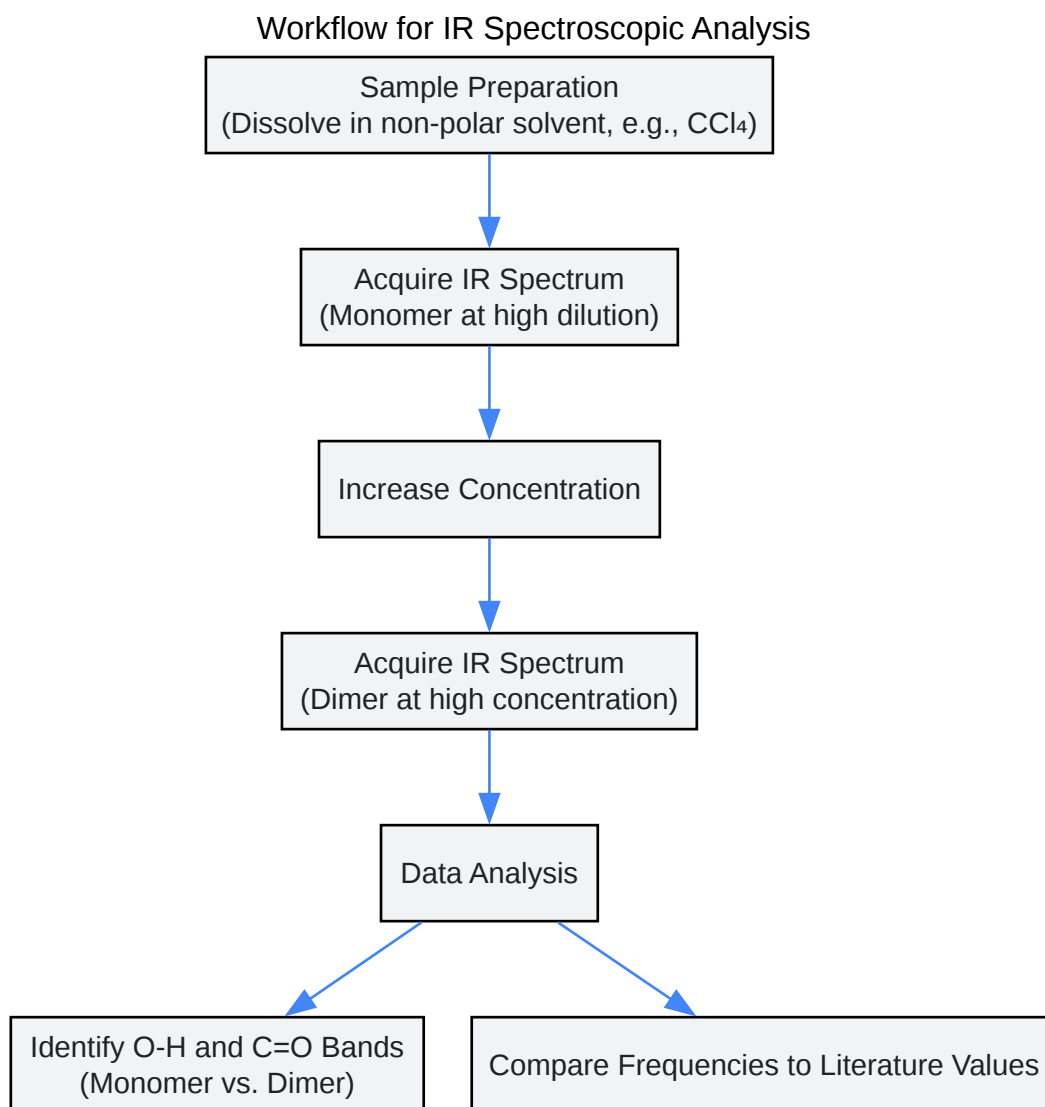 Workflow for IR Spectroscopic Analysis
Sample Preparation
(Dissolve in non-polar solvent, e.g., CCl₄)
Acquire IR Spectrum
(Monomer at high dilution)
Increase Concentration
Acquire IR Spectrum
(Dimer at high concentration)
Data Analysis
Identify O-H and C=O Bands
(Monomer vs. Dimer)
Compare Frequencies to Literature Values